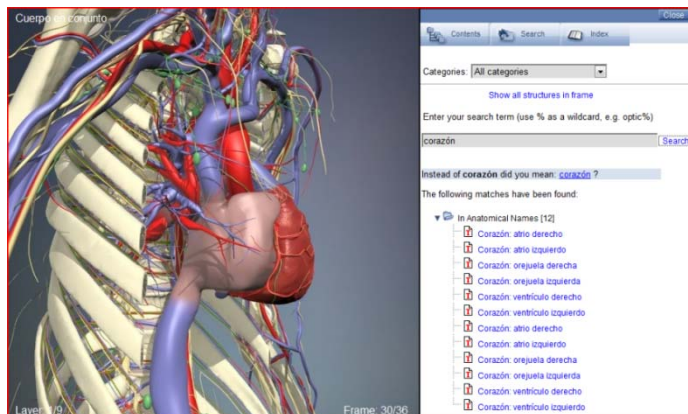 Cuerpo en conjunto
Layer: 1/9
Frame: 30/36
Close
Contents
Search
Index
Categories: All categories
Show all structures in frame
Enter your search term (use % as a wildcard, e.g. optic%)
corazón
Search
Instead of corazón did you mean: corazón ?
The following matches have been found:
In Anatomical Names [12]
Corazón: atrio derecho
Corazón: atrio izquierdo
Corazón: orejuela derecha
Corazón: orejuela izquierda
Corazón: ventrículo derecho
Corazón: ventrículo izquierdo
Corazón: atrio derecho
Corazón: atrio izquierdo
Corazón: orejuela derecha
Corazón: orejuela izquierda
Corazón: ventrículo derecho
Corazón: ventrículo izquierdo